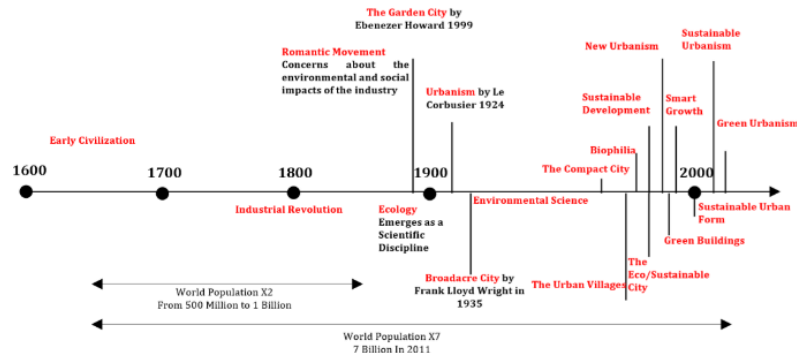 The Garden City by
Ebenezer Howard 1999
Romantic Movement
Concerns about the
environmental and social
impacts of the industry
Urbanism by Le
Corbusier 1924
New Urbanism
Sustainable
Urbanism
Sustainable
Development
Smart
Growth
Green Urbanism
Early Civilization
Biophilia
The Compact City
1600
1700
1800
1900
2000
Industrial Revolution
Ecology
Emerges as a
Scientific
Discipline
Environmental Science
Sustainable Urban
Form
Green Buildings
Broadacre City by
Frank Lloyd Wright in
1935
The Urban Villages
The
Eco/Sustainable
City
World Population X2
From 500 Million to 1 Billion
World Population X7
7 Billion In 2011